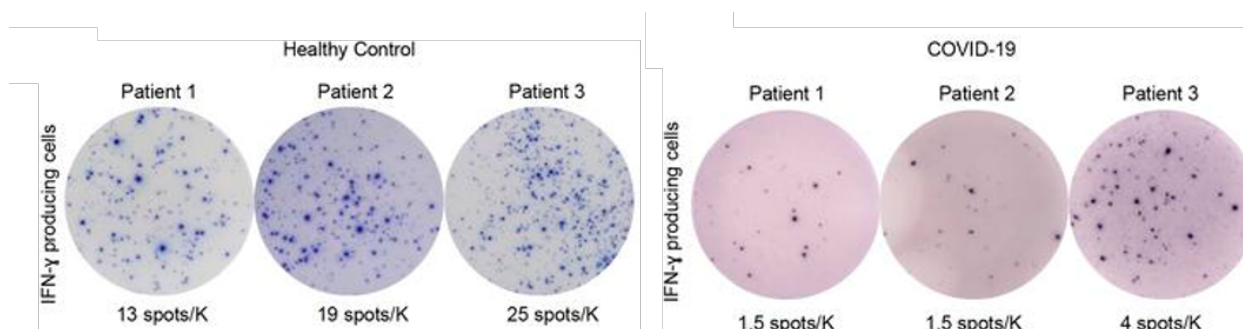 Healthy Control
Patient 1 Patient 2 Patient 3
IFN-γ producing cells
13 spots/K 19 spots/K 25 spots/K
COVID-19
Patient 1 Patient 2 Patient 3
IFN-γ producing cells
1.5 spots/K 1.5 spots/K 4 spots/K